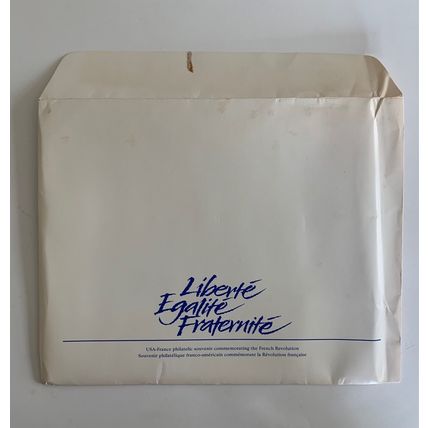 Liberté
Egalité
Fraternité
USA-France philatelic souvenir commemorating the French Revolution
Souvenir philatélique franco-américain commémorant la Révolution française